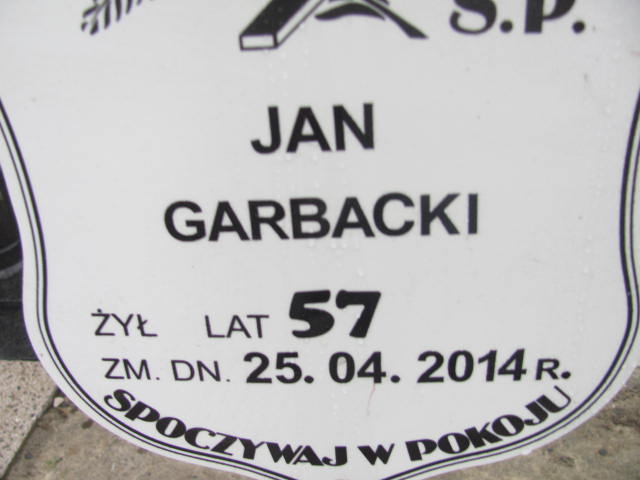 Ś.P.
JAN
GARBACKI
ŻYŁ LAT 57
ZM. DN. 25. 04. 2014 R.
SPOCZYWAJ W POKOJU